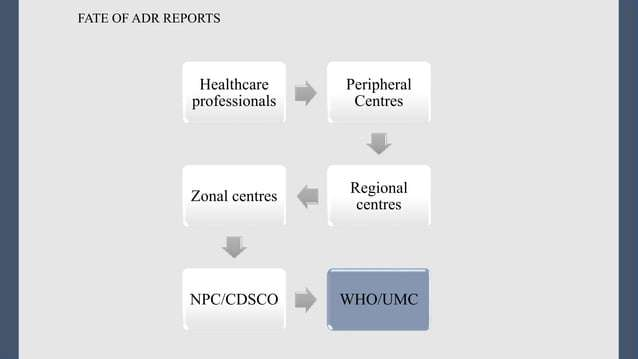 FATE OF ADR REPORTS
Healthcare
professionals
Peripheral
Centres
Regional
centres
Zonal centres
NPC/CDSCO
WHO/UMC